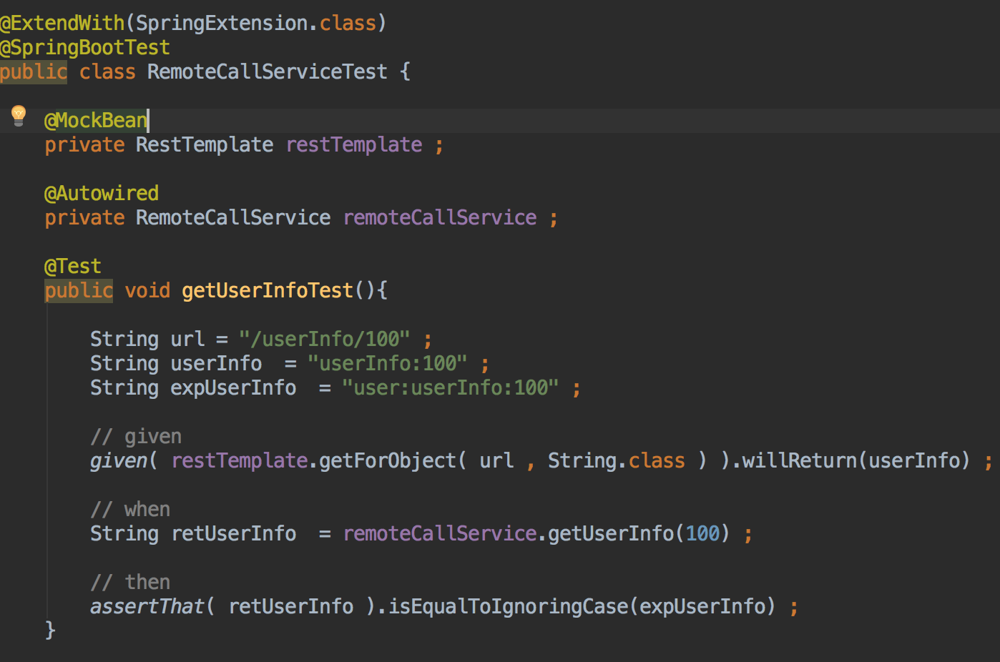 @ExtendWith(SpringExtension.class)
@SpringBootTest
public class RemoteCallServiceTest {
@MockBean
private RestTemplate restTemplate ;
@Autowired
private RemoteCallService remoteCallService ;
@Test
public void getUserInfoTest(){
String url = "/userInfo/100" ;
String userInfo  = "userInfo:100" ;
String expUserInfo  = "user:userInfo:100" ;
// given
given( restTemplate.getForObject( url , String.class ) ).willReturn(userInfo) ;
// when
String retUserInfo  = remoteCallService.getUserInfo(100) ;
// then
assertThat( retUserInfo ).isEqualToIgnoringCase(expUserInfo) ;
}